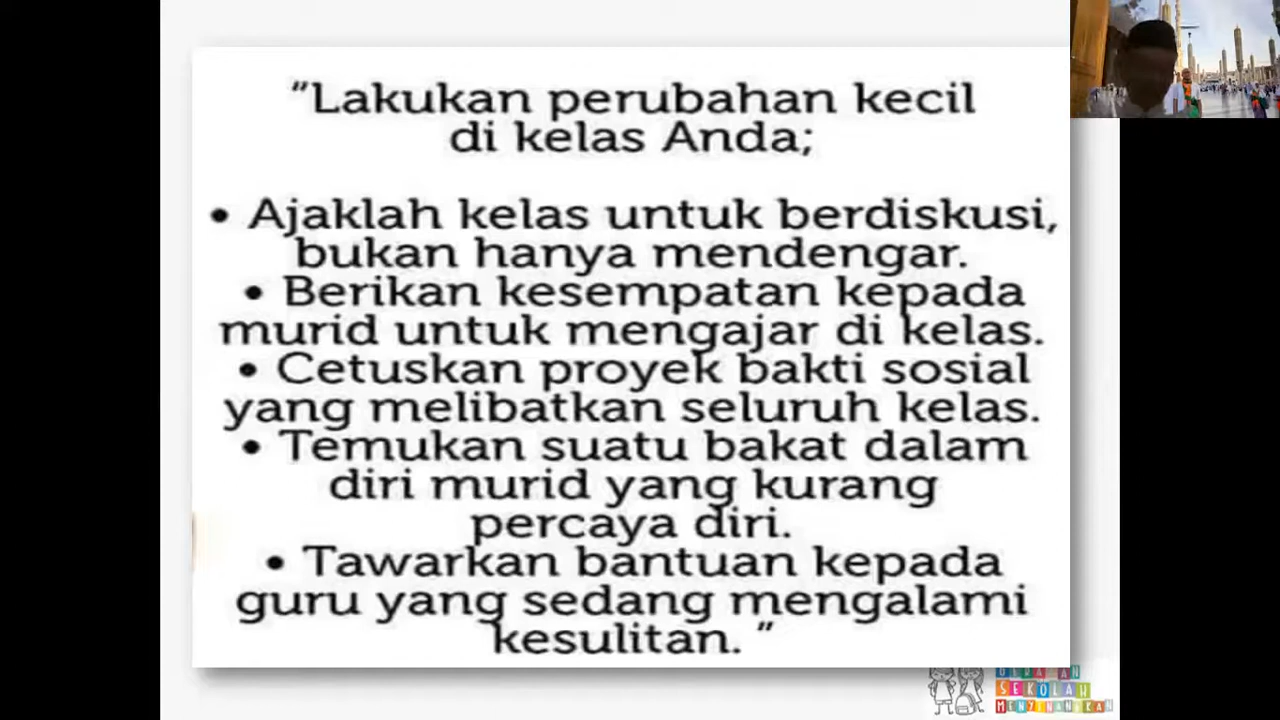 "Lakukan perubahan kecil
di kelas Anda;
• Ajaklah kelas untuk berdiskusi,
bukan hanya mendengar.
• Berikan kesempatan kepada
murid untuk mengajar di kelas.
• Cetuskan proyek bakti sosial
yang melibatkan seluruh kelas.
• Temukan suatu bakat dalam
diri murid yang kurang
percaya diri.
• Tawarkan bantuan kepada
guru yang sedang mengalami
kesulitan. "
SEKOLAH
MENYENANGKAN